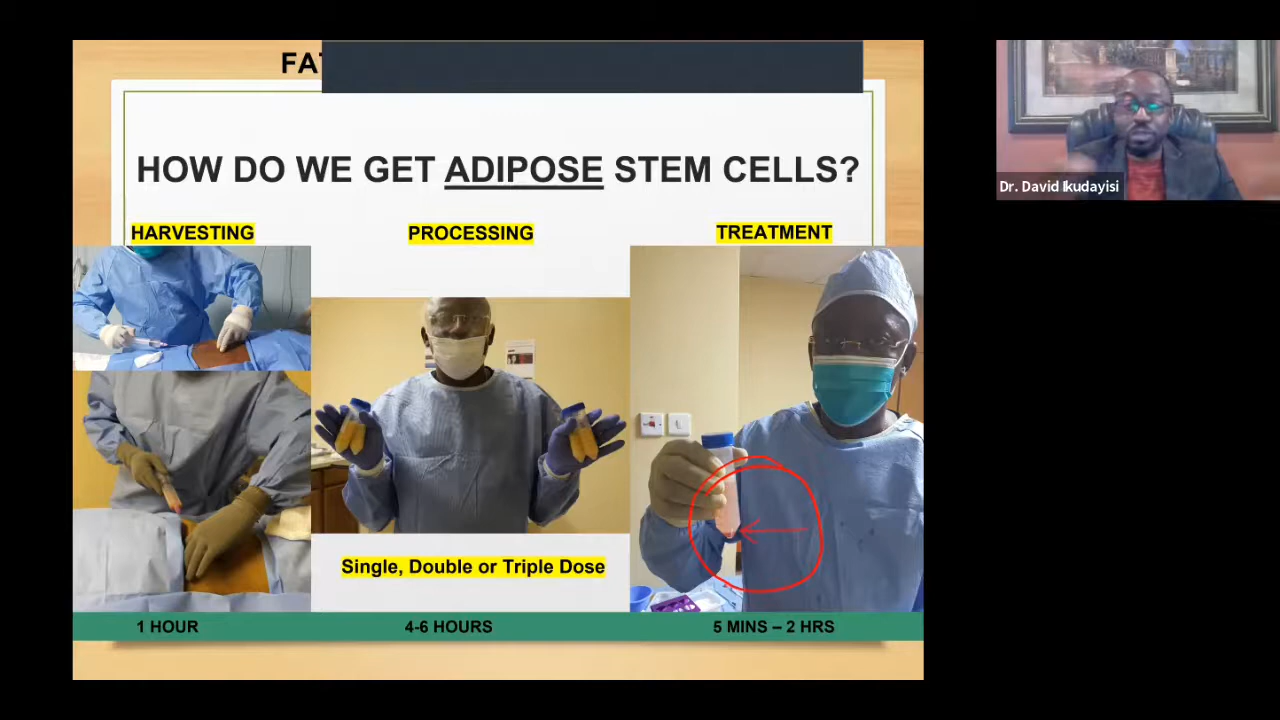 FAT
HOW DO WE GET ADIPOSE STEM CELLS?
HARVESTING
PROCESSING
TREATMENT
Single, Double or Triple Dose
1 HOUR
4-6 HOURS
5 MINS – 2 HRS
Dr. David Ikudayisi